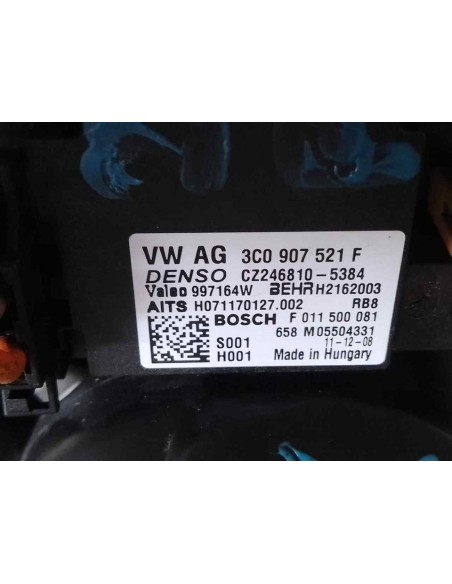 VW AG 3C0 907 521 F
DENSO CZ246810-5384
Valeo 997164W BEHR H2162003
AITS H071170127.002 RB8
BOSCH F 011 500 081
658 M05504331
S001 11-12-08
H001 Made in Hungary